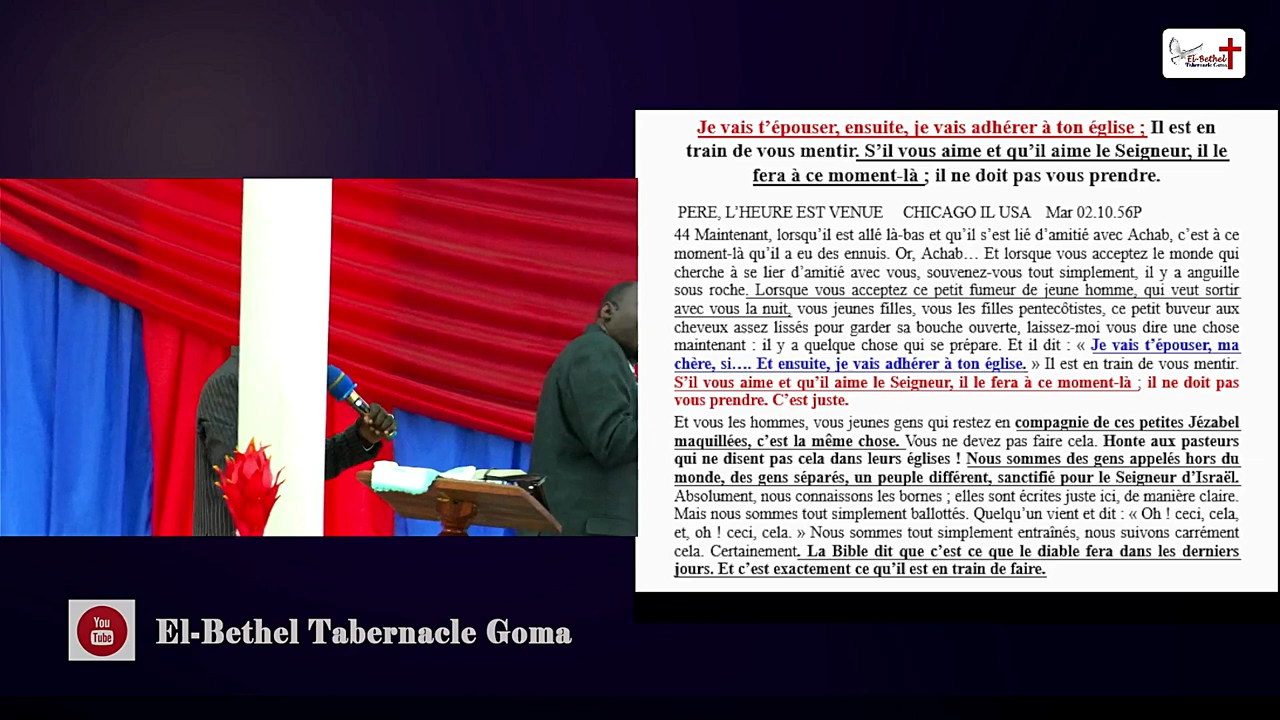 El-Bethel
Tabernacle Goma
Je vais t’épouser, ensuite, je vais adhérer à ton église ; Il est en
train de vous mentir. S’il vous aime et qu’il aime le Seigneur, il le
fera à ce moment-là ; il ne doit pas vous prendre.
PERE, L’HEURE EST VENUE CHICAGO IL USA Mar 02.10.56P
44 Maintenant, lorsqu’il est allé là-bas et qu’il s’est lié d’amitié avec Achab, c’est à ce
moment-là qu’il a eu des ennuis. Or, Achab… Et lorsque vous acceptez le monde qui
cherche à se lier d’amitié avec vous, souvenez-vous tout simplement, il y a anguille
sous roche. Lorsque vous acceptez ce petit fumeur de jeune homme, qui veut sortir
avec vous la nuit, vous jeunes filles, vous les filles pentecôtistes, ce petit buveur aux
cheveux assez lissés pour garder sa bouche ouverte, laissez-moi vous dire une chose
maintenant : il y a quelque chose qui se prépare. Et il dit : « Je vais t’épouser, ma
chère, si…. Et ensuite, je vais adhérer à ton église. » Il est en train de vous mentir.
S’il vous aime et qu’il aime le Seigneur, il le fera à ce moment-là ; il ne doit pas
vous prendre. C’est juste.
Et vous les hommes, vous jeunes gens qui restez en compagnie de ces petites Jézabel
maquillées, c’est la même chose. Vous ne devez pas faire cela. Honte aux pasteurs
qui ne disent pas cela dans leurs églises ! Nous sommes des gens appelés hors du
monde, des gens séparés, un peuple différent, sanctifié pour le Seigneur d’Israël.
Absolument, nous connaissons les bornes ; elles sont écrites juste ici, de manière claire.
Mais nous sommes tout simplement ballottés. Quelqu’un vient et dit : « Oh ! ceci, cela,
et, oh ! ceci, cela. » Nous sommes tout simplement entraînés, nous suivons carrément
cela. Certainement. La Bible dit que c’est ce que le diable fera dans les derniers
jours. Et c’est exactement ce qu’il est en train de faire.
You
Tube
El-Bethel Tabernacle Goma